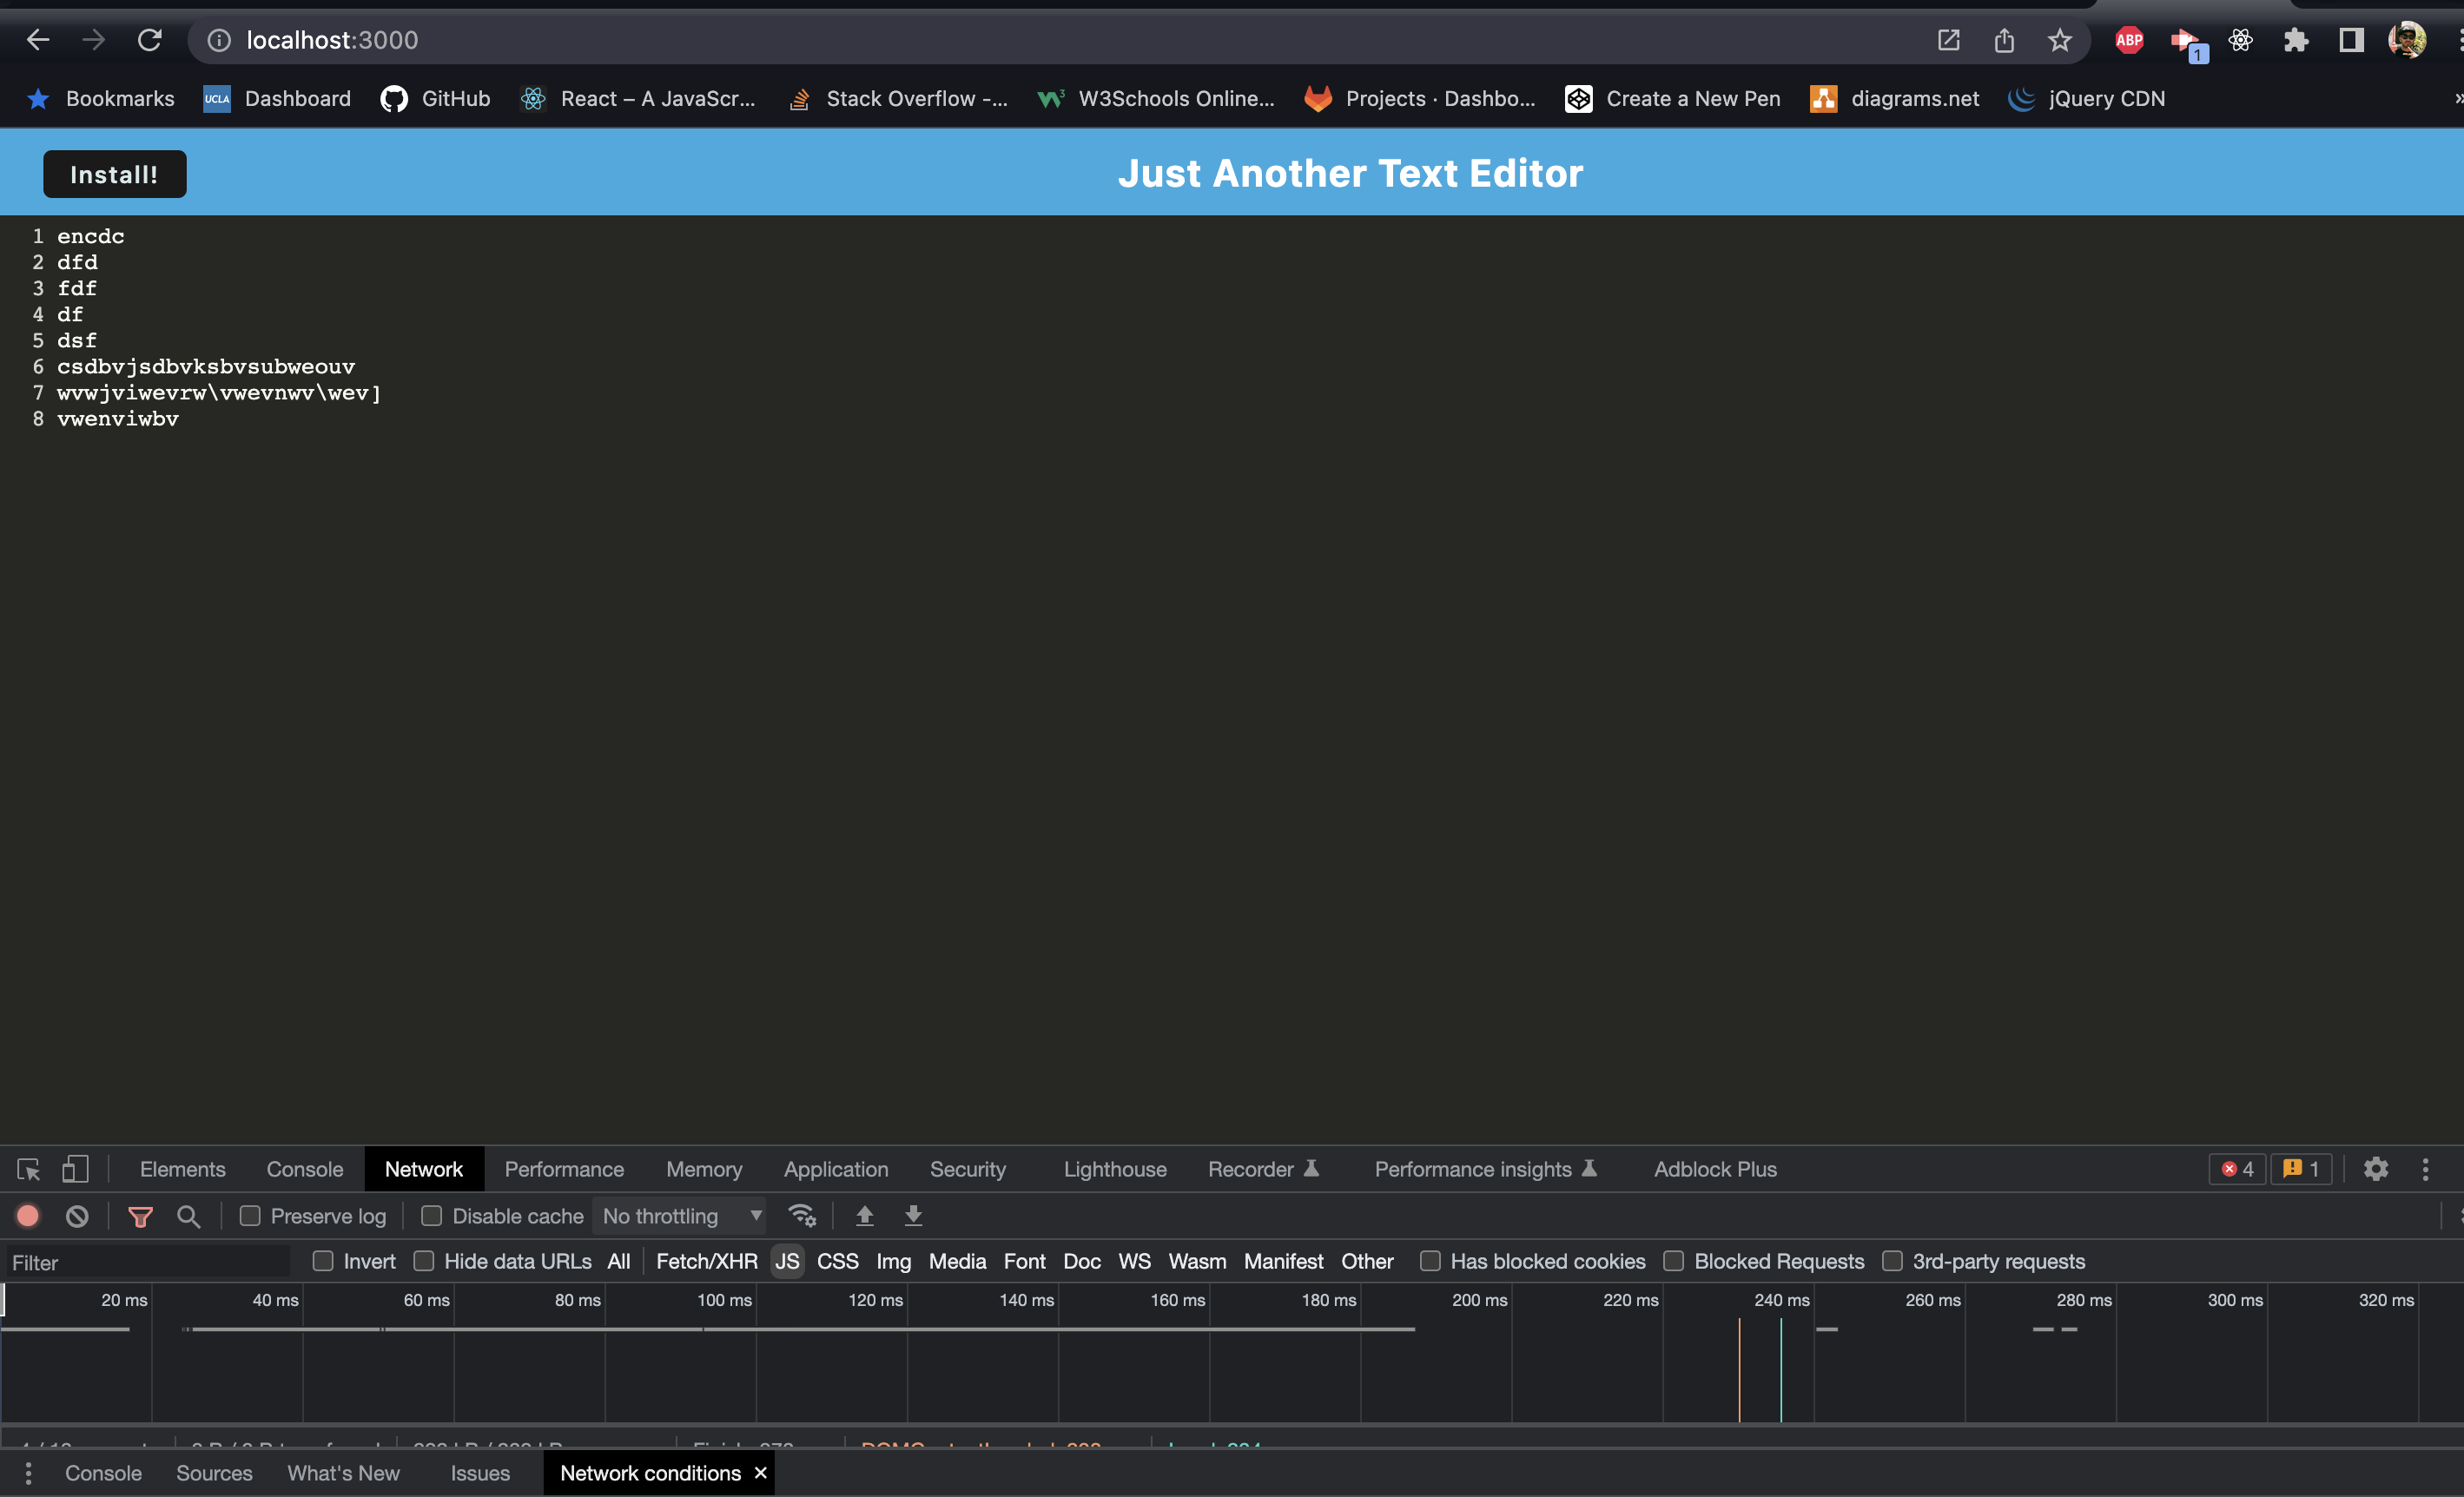 localhost:3000
ABP
1
Bookmarks UCLA Dashboard GitHub React – A JavaScr... Stack Overflow -... W3Schools Online... Projects · Dashbo... Create a New Pen diagrams.net jQuery CDN »
Install! Just Another Text Editor
1 encdc
2 dfd
3 fdf
4 df
5 dsf
6 csdbvjsdbvksbvsubweouv
7 wvwjviwevrw\vwevnwv\wev]
8 vwenviwbv
Elements Console Network Performance Memory Application Security Lighthouse Recorder Performance insights Adblock Plus 4 1
Preserve log Disable cache No throttling
Filter Invert Hide data URLs All Fetch/XHR JS CSS Img Media Font Doc WS Wasm Manifest Other Has blocked cookies Blocked Requests 3rd-party requests
20 ms 40 ms 60 ms 80 ms 100 ms 120 ms 140 ms 160 ms 180 ms 200 ms 220 ms 240 ms 260 ms 280 ms 300 ms 320 ms
Console Sources What's New Issues Network conditions ×